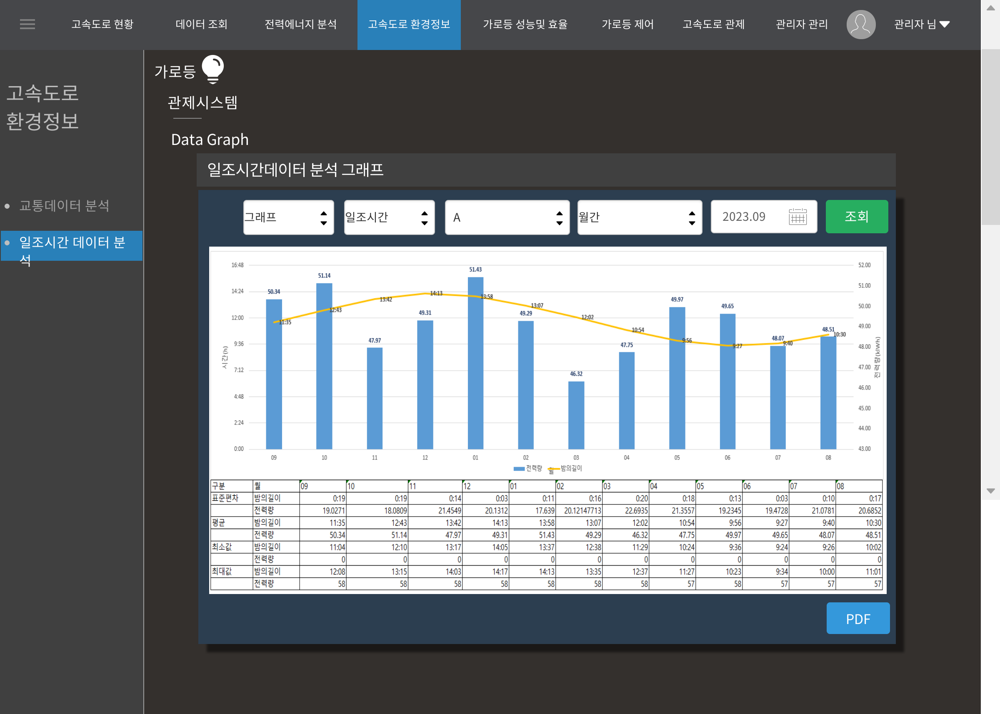 고속도로 현황 데이터 조회 전력에너지 분석 고속도로 환경정보 가로등 성능및 효율 가로등 제어 고속도로 관제 관리자 관리 관리자 님
고속도로
환경정보
교통데이터 분석
일조시간 데이터 분
석
가로등
관제시스템
Data Graph
일조시간데이터 분석 그래프
그래프 일조시간 A 월간 2023.09 조회
시간(h)
16:48
14:24
12:00
9:36
7:12
4:48
2:24
0:00
50.34 51.14 47.97 49.31 51.43 49.29 46.32 47.75 49.97 49.65 48.07 48.51
11:35 12:43 13:42 14:13 13:58 13:07 12:02 10:54 9:56 9:27 9:40 10:30
52.00
51.00
50.00
49.00
48.00
47.00
46.00
45.00
44.00
43.00
전력량(kWh)
09 10 11 12 01 02 03 04 05 06 07 08
월
전력량 밤의길이
구분 월 09 10 11 12 01 02 03 04 05 06 07 08
표준편차 밤의길이 0:19 0:19 0:14 0:03 0:11 0:16 0:20 0:18 0:13 0:03 0:10 0:17
전력량 19.0271 18.0809 21.4549 20.1312 17.639 20.12147713 22.6935 21.3557 19.2345 19.4728 21.0781 20.6852
평균 밤의길이 11:35 12:43 13:42 14:13 13:58 13:07 12:02 10:54 9:56 9:27 9:40 10:30
전력량 50.34 51.14 47.97 49.31 51.43 49.29 46.32 47.75 49.97 49.65 48.07 48.51
최소값 밤의길이 11:04 12:10 13:17 14:05 13:37 12:38 11:29 10:24 9:36 9:24 9:26 10:02
전력량 0 0 0 0 0 0 0 0 0 0 0 0
최대값 밤의길이 12:08 13:15 14:03 14:17 14:13 13:35 12:37 11:27 10:23 9:34 10:00 11:01
전력량 58 58 58 58 58 58 58 57 58 57 57 57
PDF